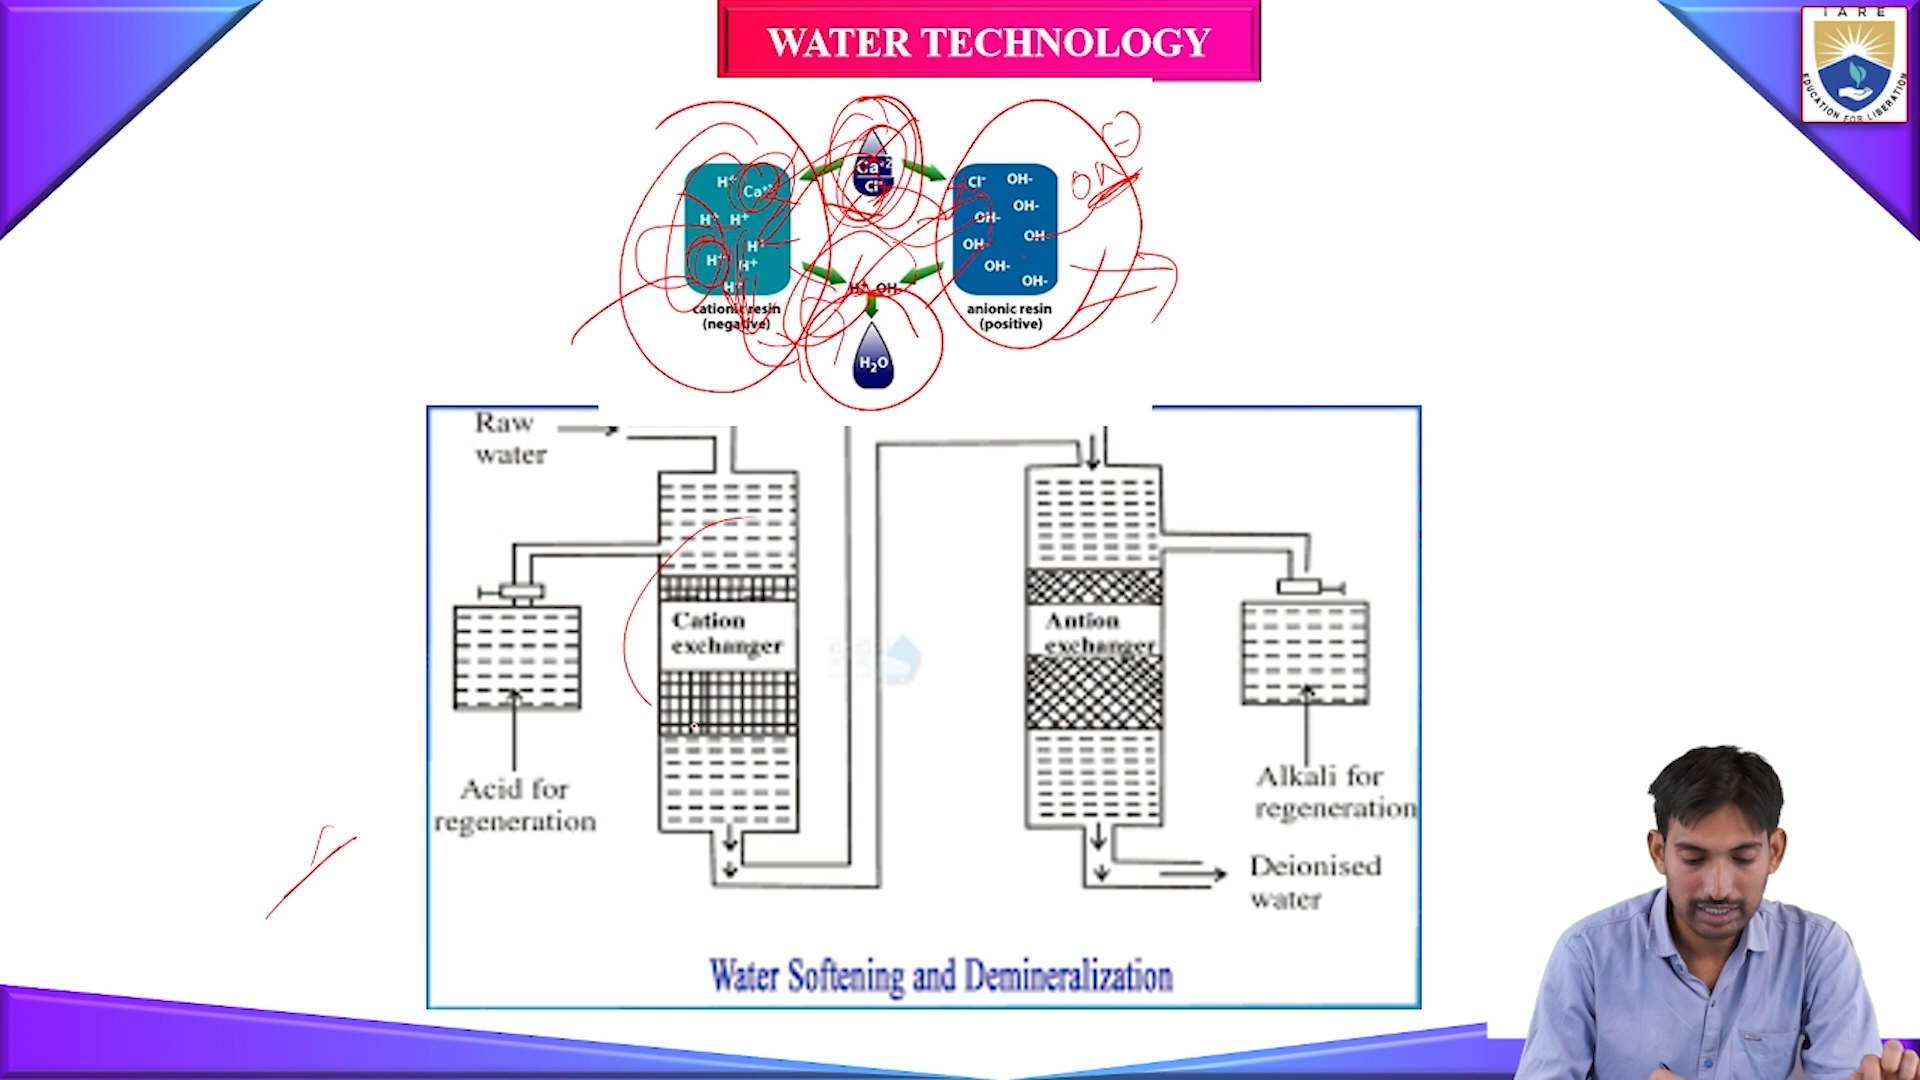 WATER TECHNOLOGY
IARE
EDUCATION FOR LIBERATION
Ca+2
Cl-
H+
Ca+2
H+ H+
H+
H+ H+
H+
cationic resin
(negative)
Cl- OH-
OH-
OH-
OH-
OH-
OH-
OH-
anionic resin
(positive)
H+ OH-
H2O
Raw
water
Cation
exchanger
Antion
exchanger
Acid for
regeneration
Alkali for
regeneration
Deionised
water
Water Softening and Demineralization